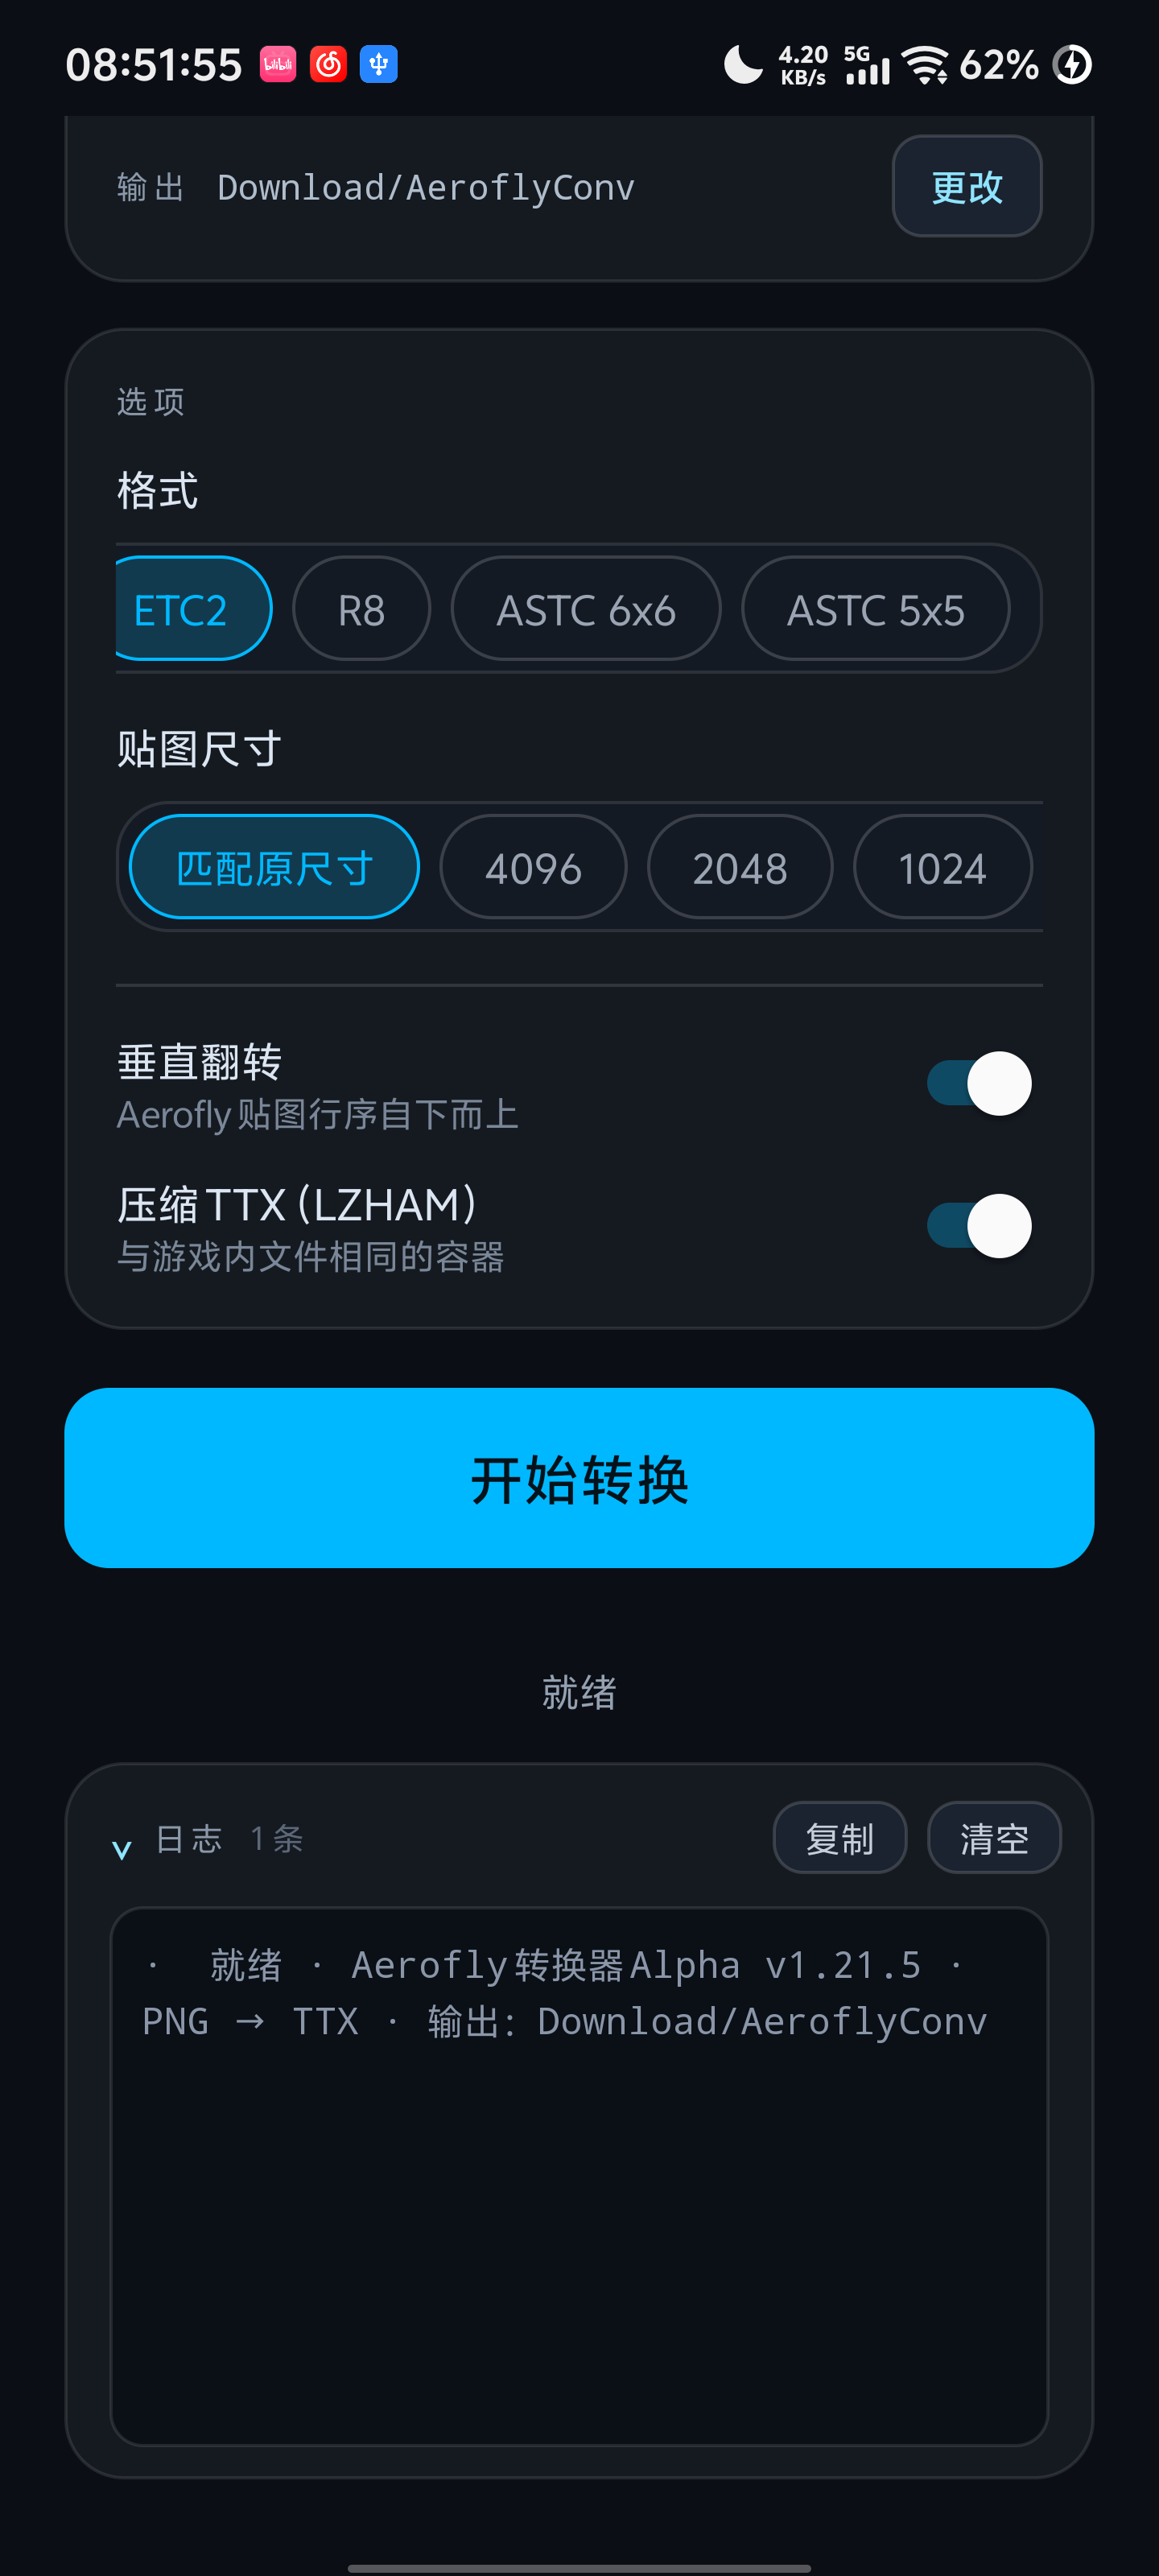 08:51:55 bilibili 4.20 KB/s 5G 62%
输出 Download/AeroflyConv 更改
选项
格式
ETC2 R8 ASTC 6x6 ASTC 5x5
贴图尺寸
匹配原尺寸 4096 2048 1024
垂直翻转
Aerofly 贴图行序自下而上
压缩 TTX (LZHAM)
与游戏内文件相同的容器
开始转换
就绪
日志 1条 复制 清空
· 就绪 · Aerofly转换器Alpha v1.21.5 ·
PNG → TTX · 输出: Download/AeroflyConv